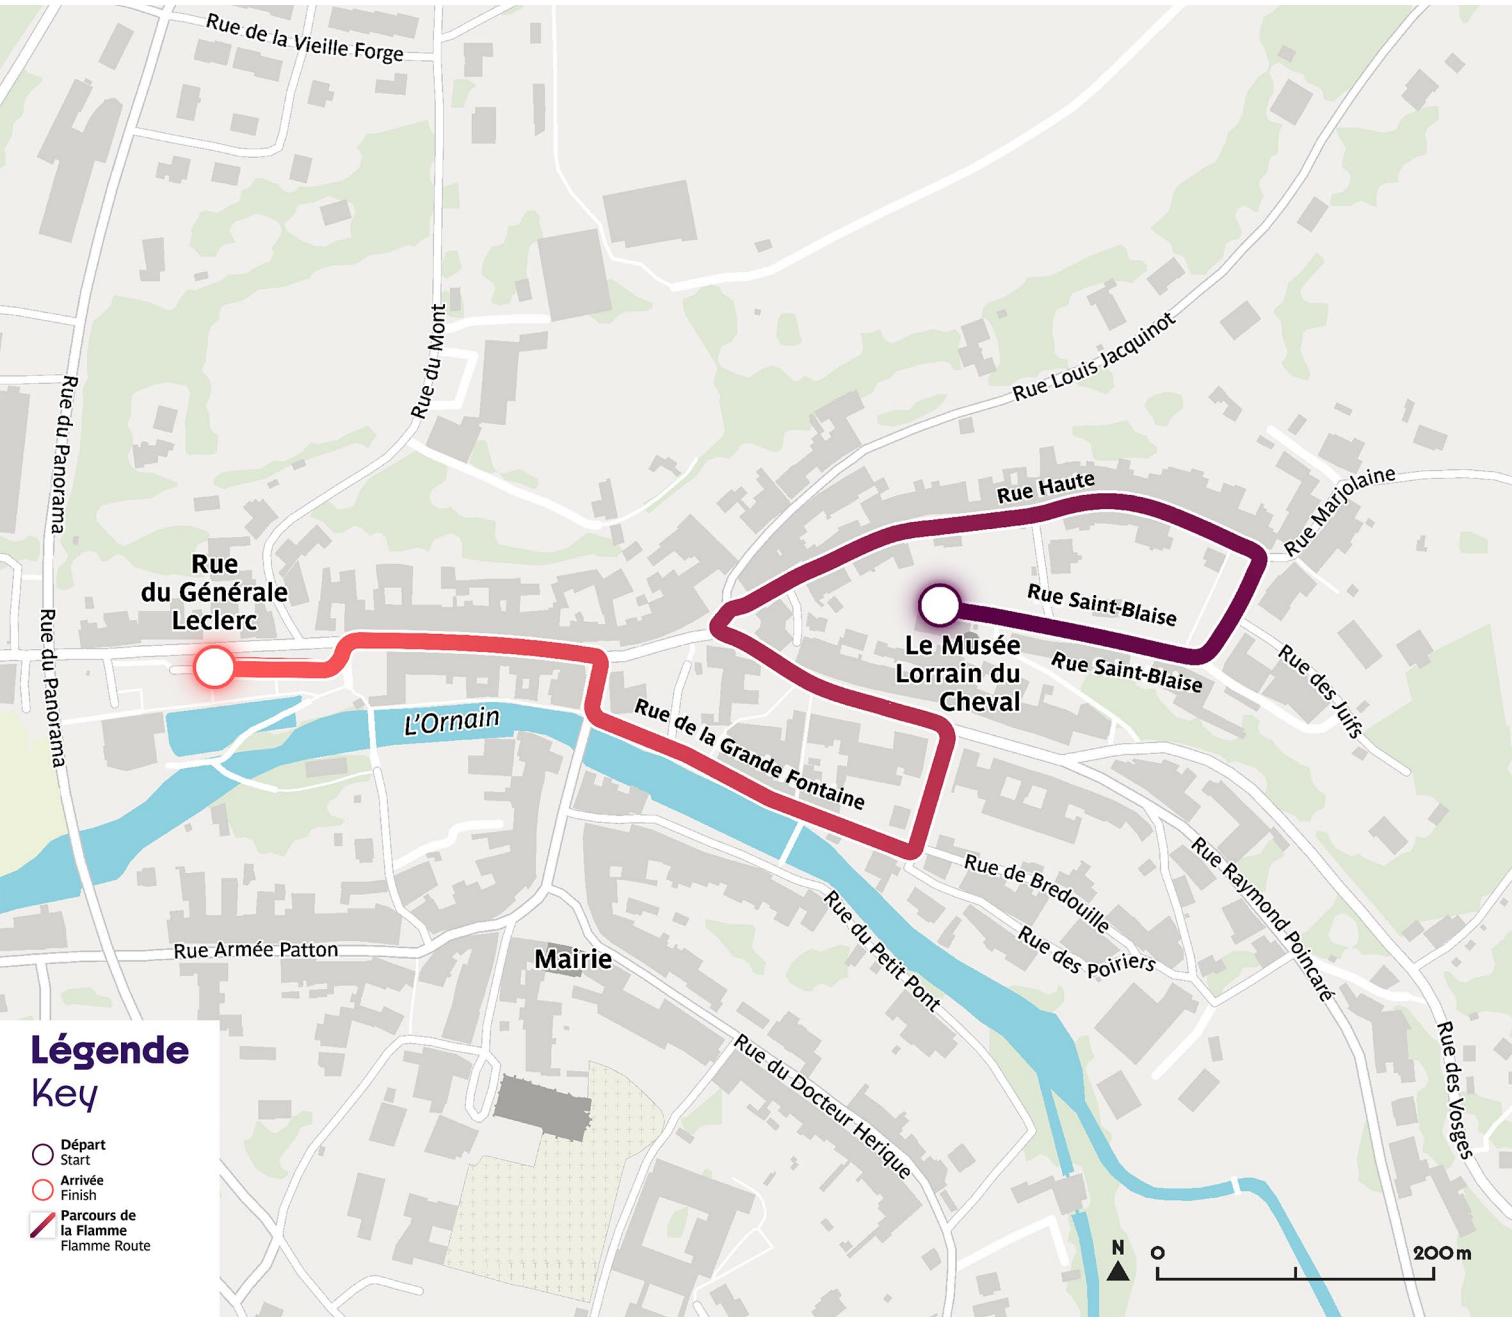 Rue de la Vieille Forge
Rue du Mont
Rue Louis Jacquinot
Rue du Panorama
Rue Haute
Rue Marjolaine
Rue
du Générale
Leclerc
Rue Saint-Blaise
Le Musée
Lorrain du
Cheval
Rue Saint-Blaise
Rue des Juifs
Rue du Panorama
L'Ornain
Rue de la Grande Fontaine
Rue de Bredouille
Rue Raymond Poincaré
Rue des Poiriers
Rue du Petit Pont
Rue Armée Patton
Mairie
Rue du Docteur Herique
Rue des Vosges
Légende
Key
Départ
Start
Arrivée
Finish
Parcours de
la Flamme
Flamme Route
N
0
200m